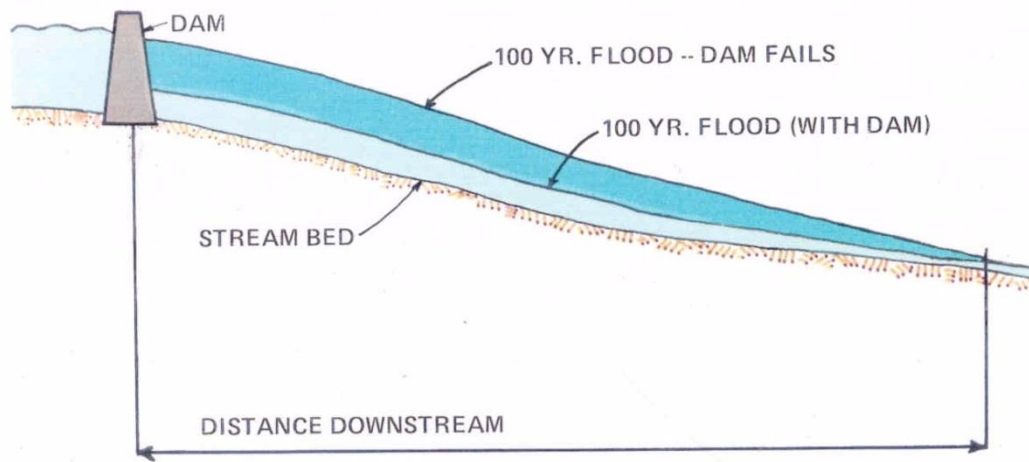 DAM
100 YR. FLOOD -- DAM FAILS
100 YR. FLOOD (WITH DAM)
STREAM BED
DISTANCE DOWNSTREAM